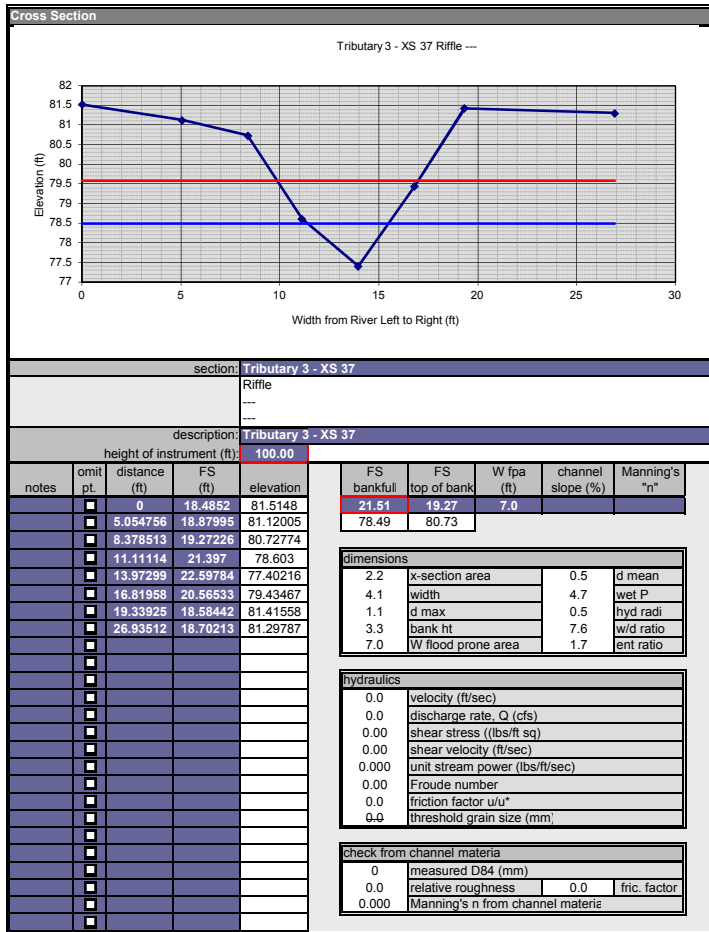 Cross Section
Tributary 3 - XS 37 Riffle ---
82
81.5
81
80.5
80
79.5
79
78.5
78
77.5
77
Elevation (ft)
0 5 10 15 20 25 30
Width from River Left to Right (ft)
section: Tributary 3 - XS 37
Riffle
---
---
description: Tributary 3 - XS 37
height of instrument (ft): 100.00
notes omit pt. distance (ft) FS (ft) elevation
0 18.4852 81.5148
5.054756 18.87995 81.12005
8.378513 19.27226 80.72774
11.11114 21.397 78.603
13.97299 22.59784 77.40216
16.81958 20.56533 79.43467
19.33925 18.58442 81.41558
26.93512 18.70213 81.29787
FS bankfull FS top of bank W fpa (ft) channel slope (%) Manning's "n"
21.51 19.27 7.0
78.49 80.73
dimensions
2.2 x-section area 0.5 d mean
4.1 width 4.7 wet P
1.1 d max 0.5 hyd radi
3.3 bank ht 7.6 w/d ratio
7.0 W flood prone area 1.7 ent ratio
hydraulics
0.0 velocity (ft/sec)
0.0 discharge rate, Q (cfs)
0.00 shear stress ((lbs/ft sq)
0.00 shear velocity (ft/sec)
0.000 unit stream power (lbs/ft/sec)
0.00 Froude number
0.0 friction factor u/u*
0.0 threshold grain size (mm)
check from channel materia
0 measured D84 (mm)
0.0 relative roughness 0.0 fric. factor
0.000 Manning's n from channel materia